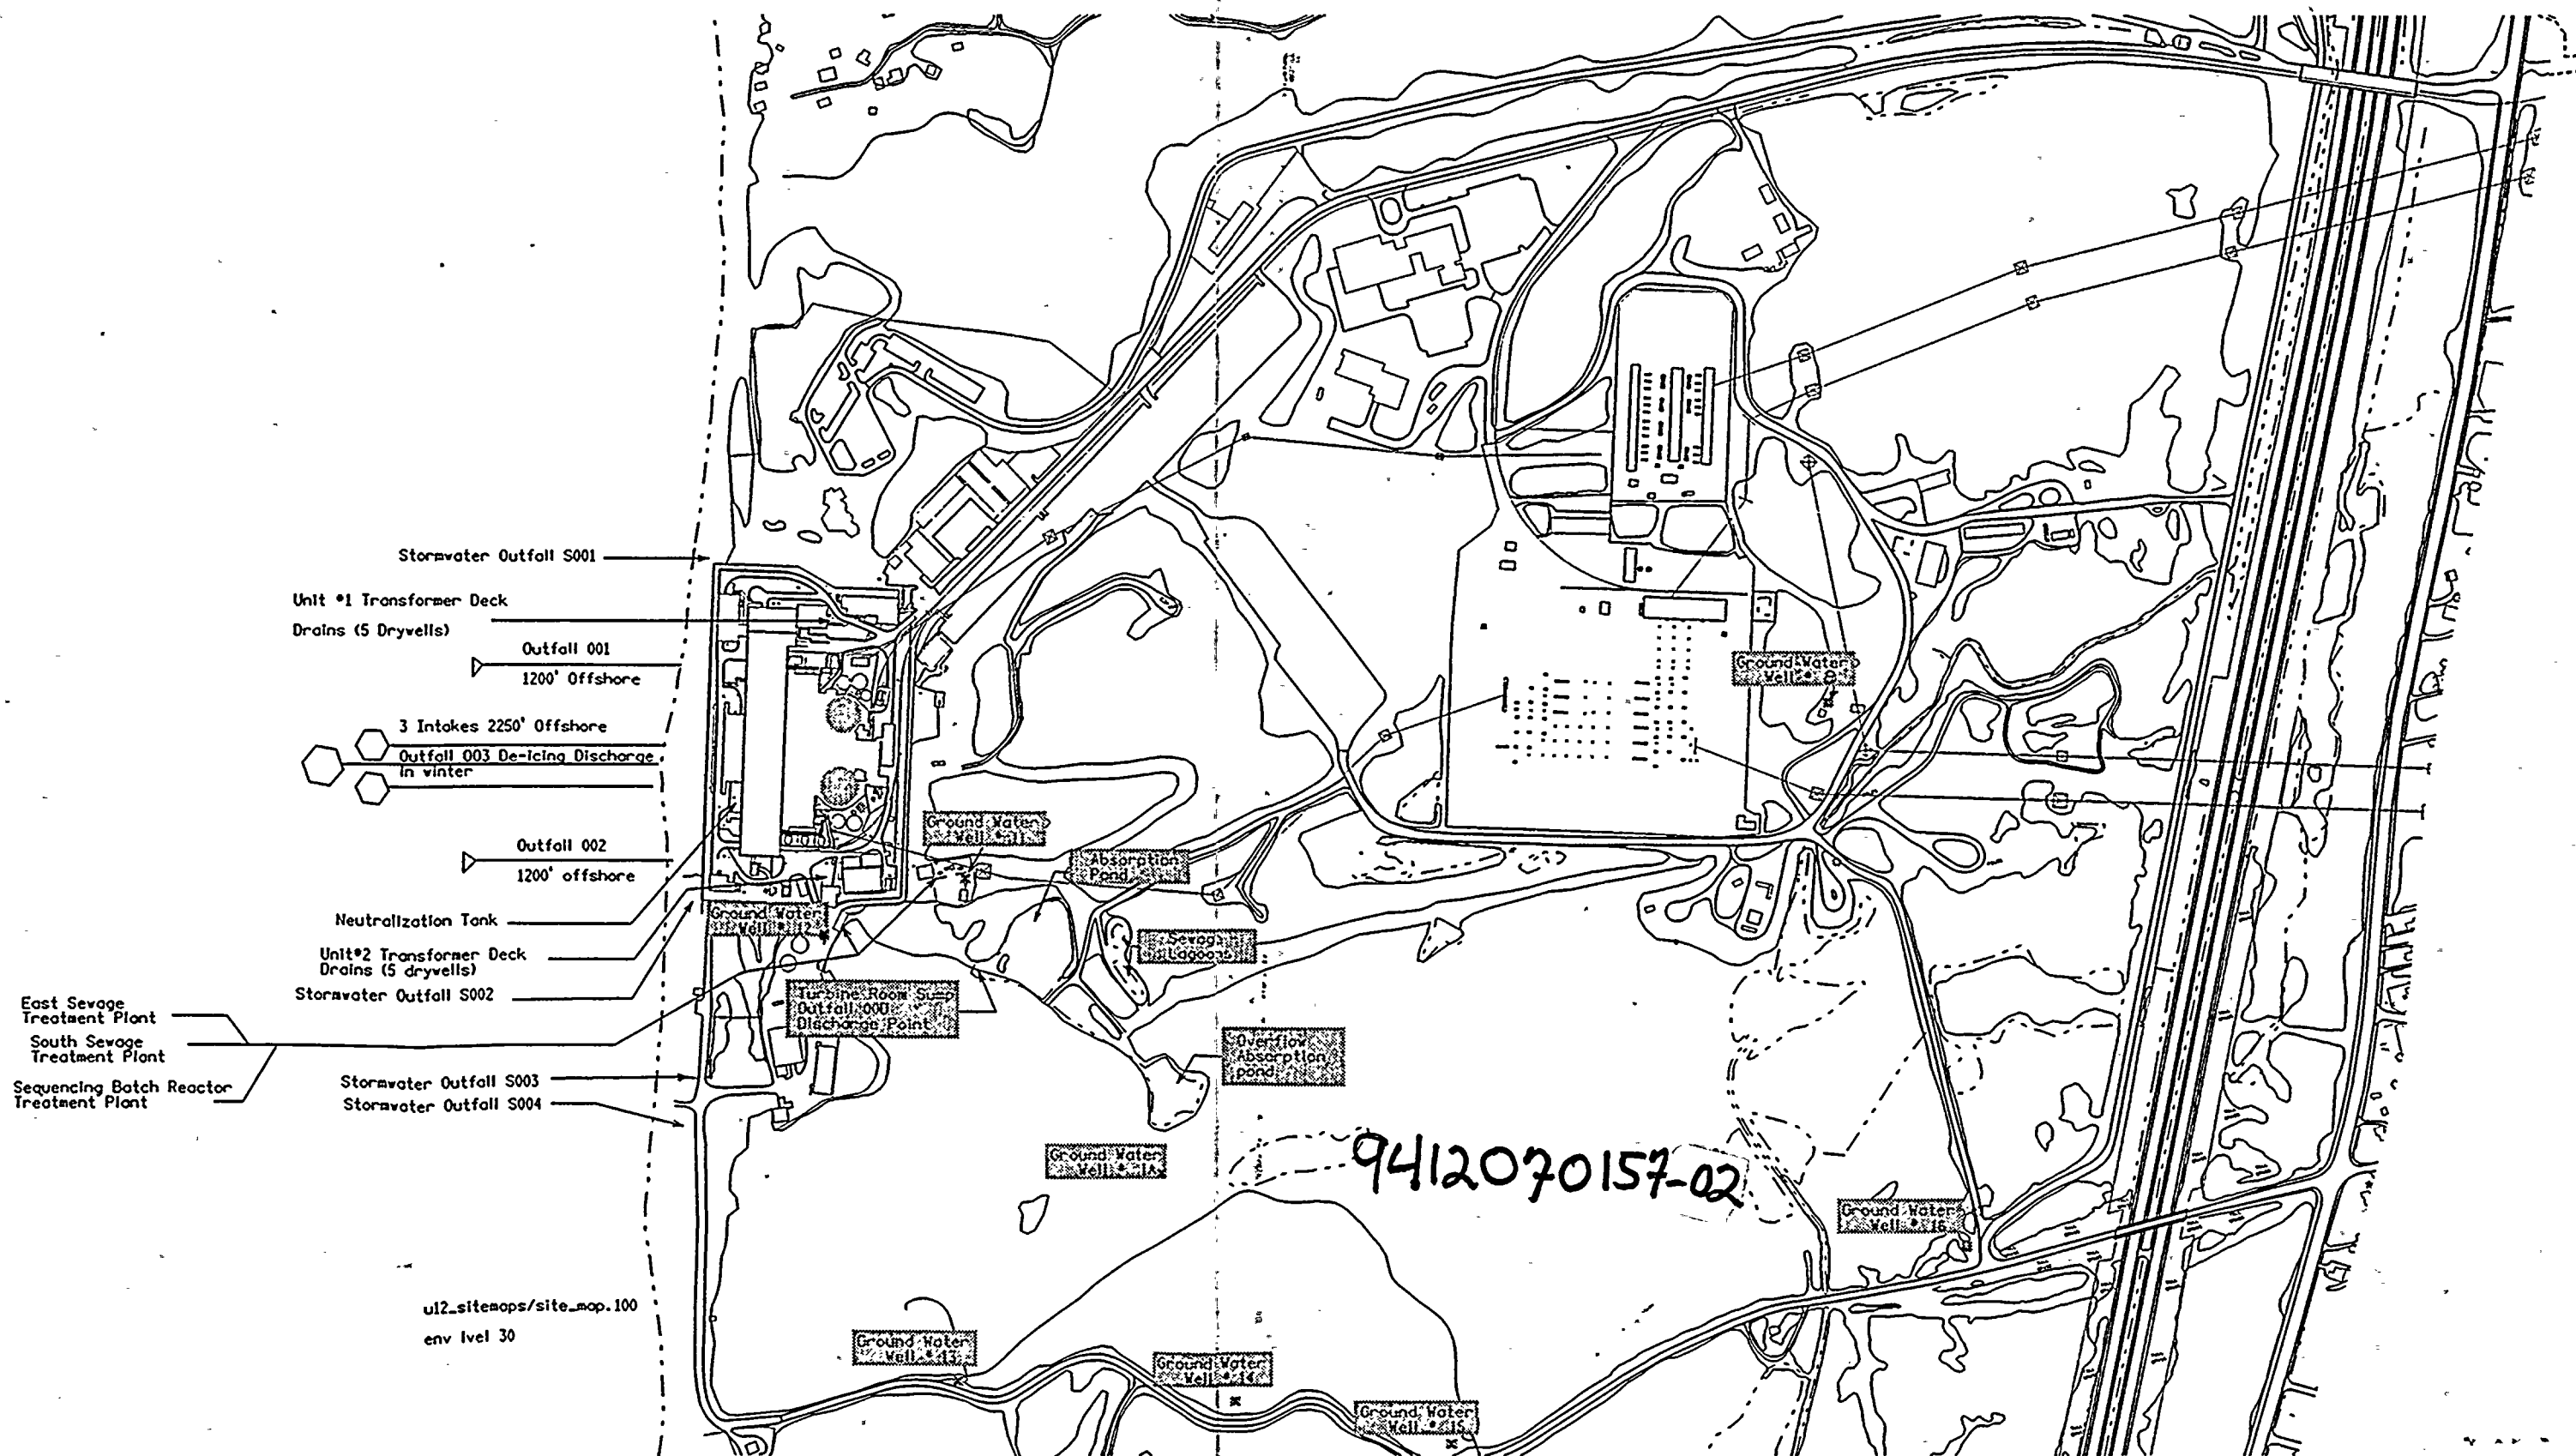 Stormwater Outfall S001
Unit #1 Transformer Deck
Drains (5 Drywells)
Outfall 001
1200' Offshore
3 Intakes 2250' Offshore
Outfall 003 De-icing Discharge
in winter
Outfall 002
1200' offshore
Neutralization Tank
Unit#2 Transformer Deck
Drains (5 drywells)
Stormwater Outfall S002
East Sewage
Treatment Plant
South Sewage
Treatment Plant
Sequencing Batch Reactor
Treatment Plant
Stormwater Outfall S003
Stormwater Outfall S004
u12_sitemaps/site_map.100
env lvel 30
Ground Water
Well # 8
Ground Water
Well # 11
Absorption
Pond
Ground Water
Well # 12
Sewage
Lagoons
Turbine Room Sump
Outfall 00D
Discharge Point
Overflow
Absorption
pond
Ground Water
Well # 1A
9412070157-02
Ground Water
Well # 16
Ground Water
Well # 13
Ground Water
Well # 14
Ground Water
Well # 15